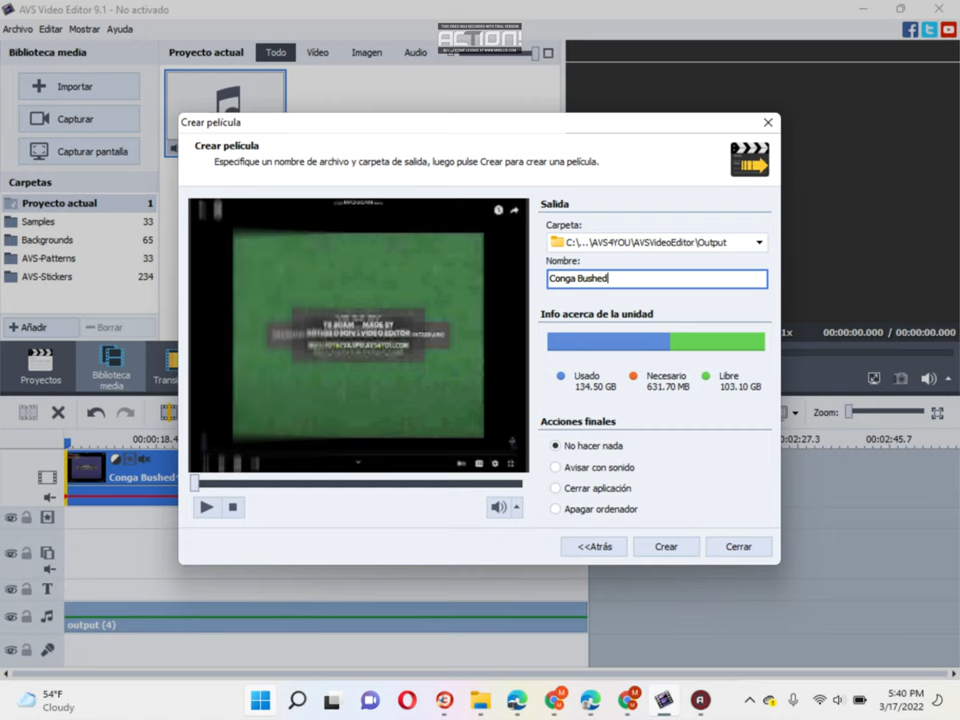 AVS Video Editor 9.1 - No activado
Archivo Editar Mostrar Ayuda
ACTION!
Biblioteca media
Proyecto actual Todo Vídeo Imagen Audio
Importar
Capturar
Capturar pantalla
Carpetas
Proyecto actual 1
Samples 33
Backgrounds 65
AVS-Patterns 33
AVS-Stickers 234
Añadir Borrar
Crear película
Crear película
Especifique un nombre de archivo y carpeta de salida, luego pulse Crear para crear una película.
Salida
Carpeta:
C:\...\AVS4YOU\AVSVideoEditor\Output
Nombre:
Conga Bushed
Info acerca de la unidad
Usado Necesario Libre
134.50 GB 631.70 MB 103.10 GB
Acciones finales
No hacer nada
Avisar con sonido
Cerrar aplicación
Apagar ordenador
<<Atrás Crear Cerrar
1x 00:00:00.000 / 00:00:00.000
Proyectos
Biblioteca media
Zoom:
00:00:18.4
02:27.3 00:02:45.7
Conga Bushed
T
output (4)
54°F
Cloudy
5:40 PM
3/17/2022